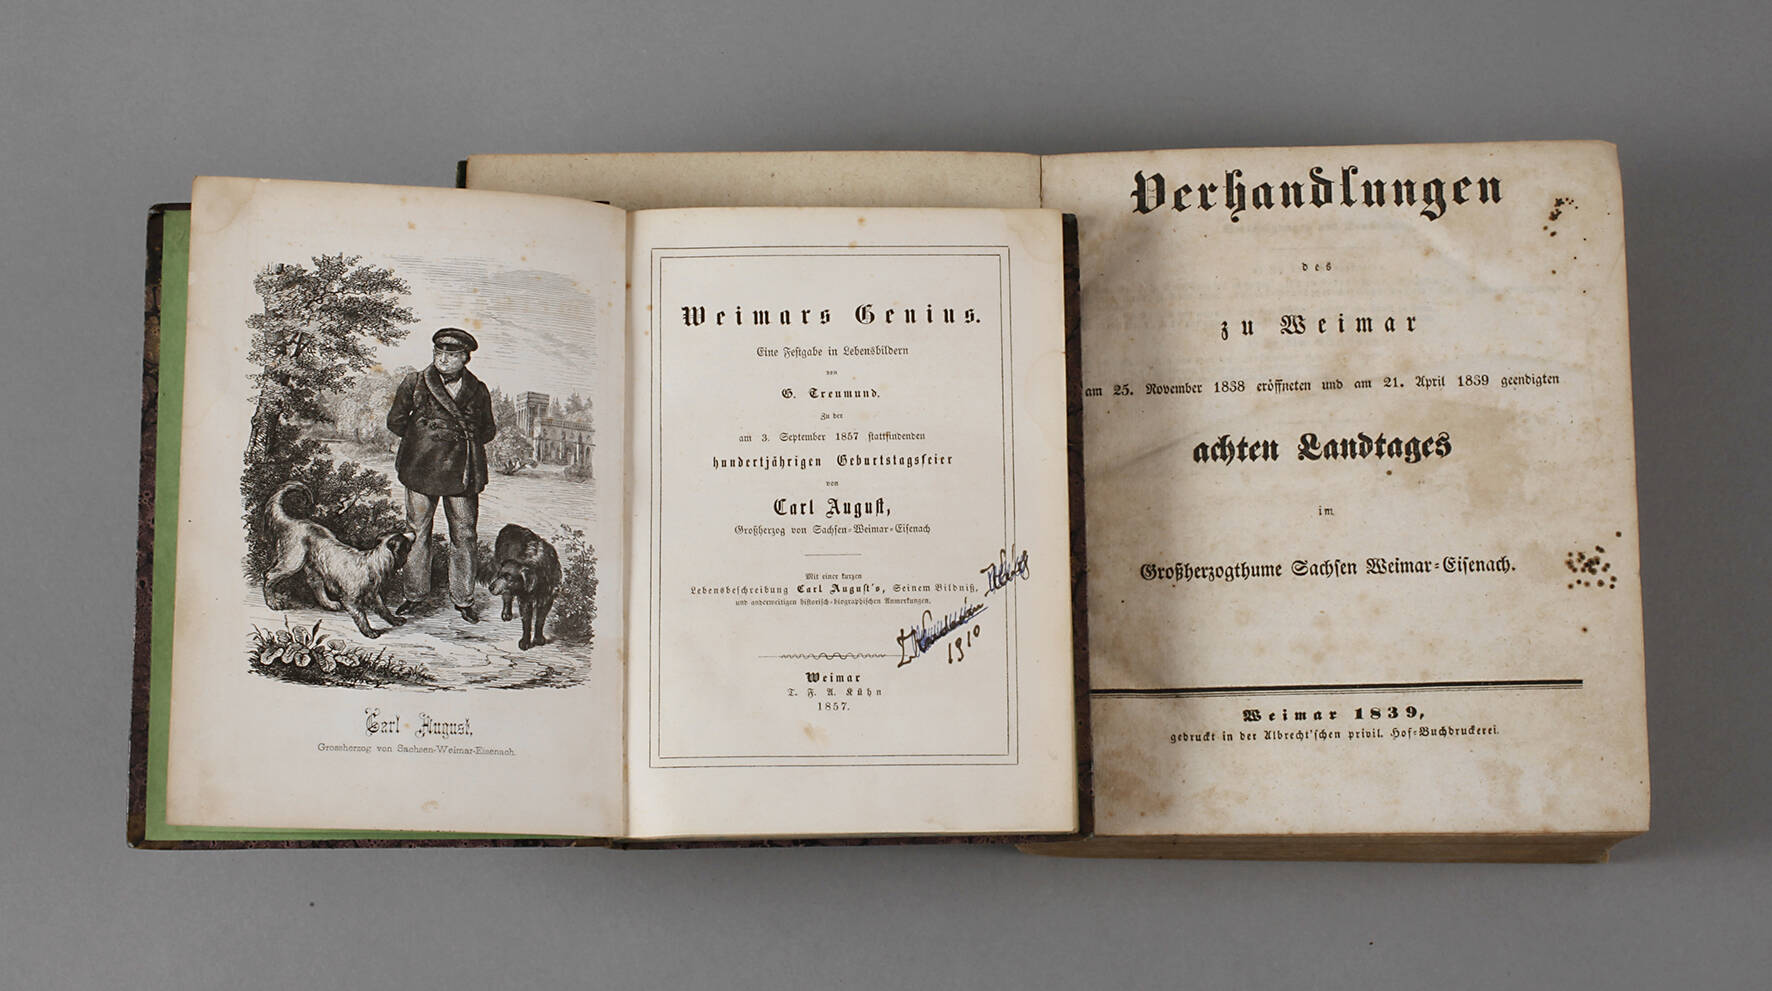 Carl August,
Grossherzog von Sachsen-Weimar-Eisenach.
Weimars Genius.
Eine Festgabe in Lebensbildern
von
G. Treumund.
Zu der
am 3. September 1857 stattfindenden
hundertjährigen Geburtstagsfeier
von
Carl August,
Großherzog von Sachsen-Weimar-Eisenach
Mit einer kurzen
Lebensbeschreibung Carl August's, Seinem Bildniß,
und anderweitigen historisch-biographischen Anmerkungen.
1910
Weimar
T. F. A. Kühn
1857.
Verhandlungen
des
zu Weimar
am 25. November 1838 eröffneten und am 21. April 1839 geendigten
achten Landtages
im
Großherzogthume Sachsen Weimar-Eisenach.
Weimar 1839,
gedruckt in der Albrecht'schen privil. Hof-Buchdruckerei.